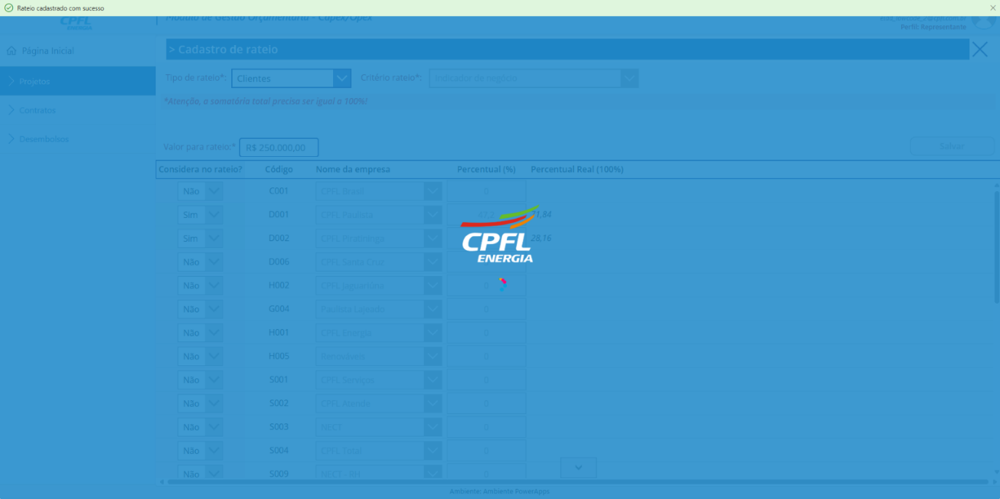 Rateio cadastrado com sucesso
CPFL
ENERGIA
Módulo de Gestão Orçamentária - Capex/Opex
Perfil: Representante
Página Inicial
Projetos
Contratos
Desembolsos
> Cadastro de rateio
Tipo de rateio*: Clientes Critério rateio*: Indicador de negócio
*Atenção, a somatória total precisa ser igual a 100%!
Valor para rateio:* R$ 250.000,00 Salvar
Considera no rateio? Código Nome da empresa Percentual (%) Percentual Real (100%)
Não C001 CPFL Brasil 0
Sim D001 CPFL Paulista 67,2 71,84
Sim D002 CPFL Piratininga 28,16
Não D006 CPFL Santa Cruz
Não H002 CPFL Jaguariúna 0
Não G004 Paulista Lajeado 0
Não H001 CPFL Energia 0
Não H005 Renováveis 0
Não S001 CPFL Serviços 0
Não S002 CPFL Atende 0
Não S003 NECT 0
Não S004 CPFL Total 0
Não S009 NECT - RH 0
CPFL
ENERGIA
Ambiente: Ambiente PowerApps